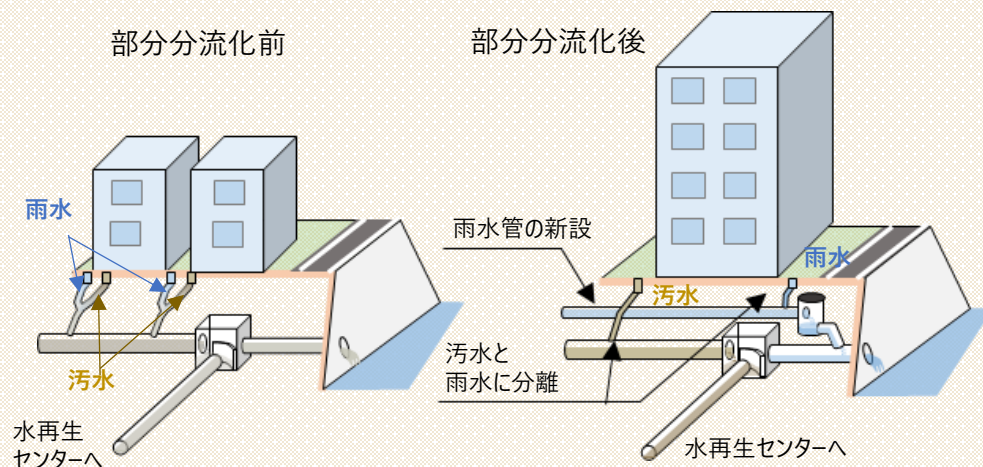 部分分流化前
雨水
汚水
水再生
センターへ
部分分流化後
雨水管の新設
雨水
汚水
汚水と
雨水に分離
水再生センターへ